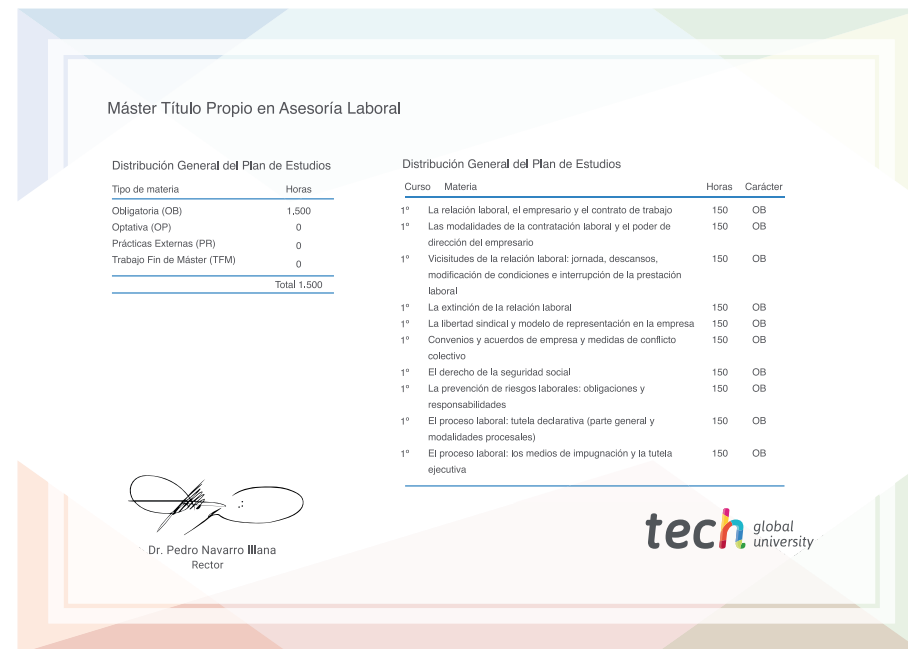 Máster Título Propio en Asesoría Laboral
Distribución General del Plan de Estudios
Tipo de materia Horas
Obligatoria (OB) 1,500
Optativa (OP) 0
Prácticas Externas (PR) 0
Trabajo Fin de Máster (TFM) 0
Total 1.500
Distribución General del Plan de Estudios
Curso Materia Horas Carácter
1º La relación laboral, el empresario y el contrato de trabajo 150 OB
1º Las modalidades de la contratación laboral y el poder de 150 OB
dirección del empresario
1º Vicisitudes de la relación laboral: jornada, descansos, 150 OB
modificación de condiciones e interrupción de la prestación
laboral
1º La extinción de la relación laboral 150 OB
1º La libertad sindical y modelo de representación en la empresa 150 OB
1º Convenios y acuerdos de empresa y medidas de conflicto 150 OB
colectivo
1º El derecho de la seguridad social 150 OB
1º La prevención de riesgos laborales: obligaciones y 150 OB
responsabilidades
1º El proceso laboral: tutela declarativa (parte general y 150 OB
modalidades procesales)
1º El proceso laboral: los medios de impugnación y la tutela 150 OB
ejecutiva
Dr. Pedro Navarro Illana
Rector
tech global
university